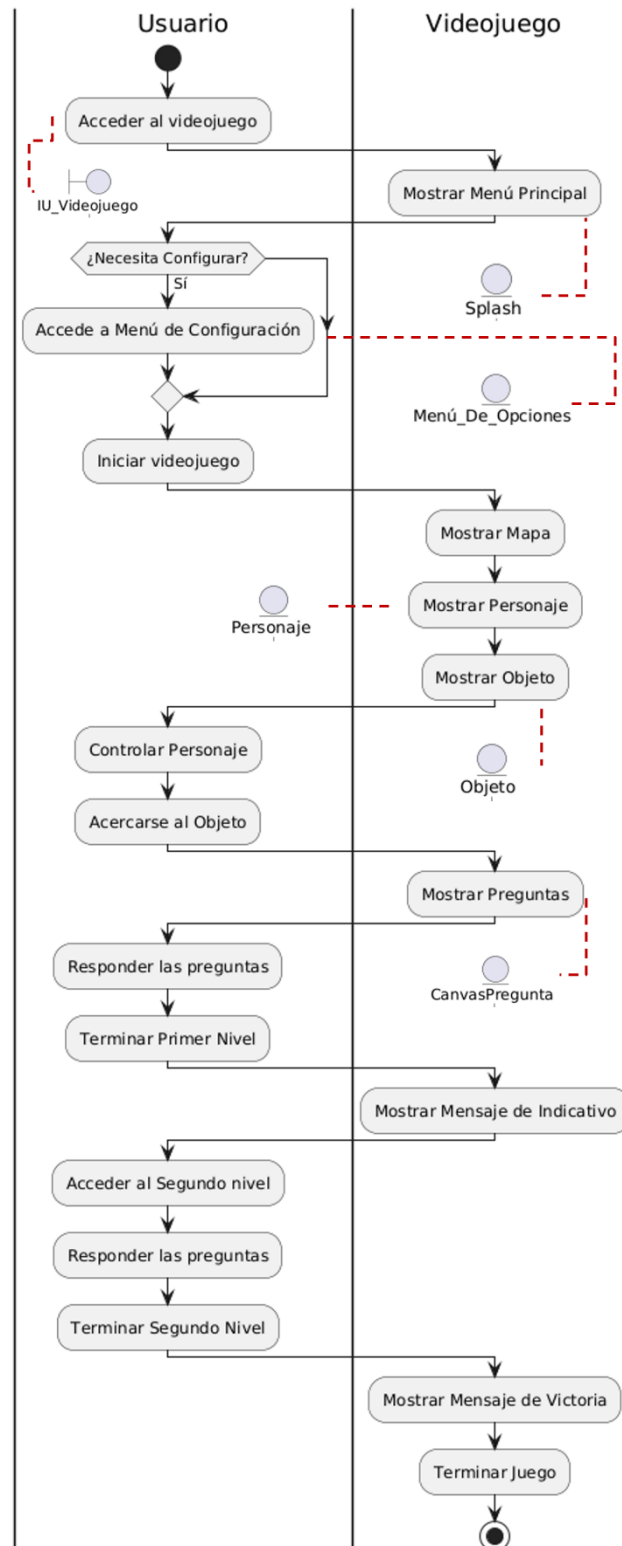 Usuario
Videojuego
Acceder al videojuego
IU_Videojuego
Mostrar Menú Principal
¿Necesita Configurar?
Sí
Splash
Accede a Menú de Configuración
Menú_De_Opciones
Iniciar videojuego
Mostrar Mapa
Mostrar Personaje
Personaje
Mostrar Objeto
Controlar Personaje
Objeto
Acercarse al Objeto
Mostrar Preguntas
Responder las preguntas
CanvasPregunta
Terminar Primer Nivel
Mostrar Mensaje de Indicativo
Acceder al Segundo nivel
Responder las preguntas
Terminar Segundo Nivel
Mostrar Mensaje de Victoria
Terminar Juego